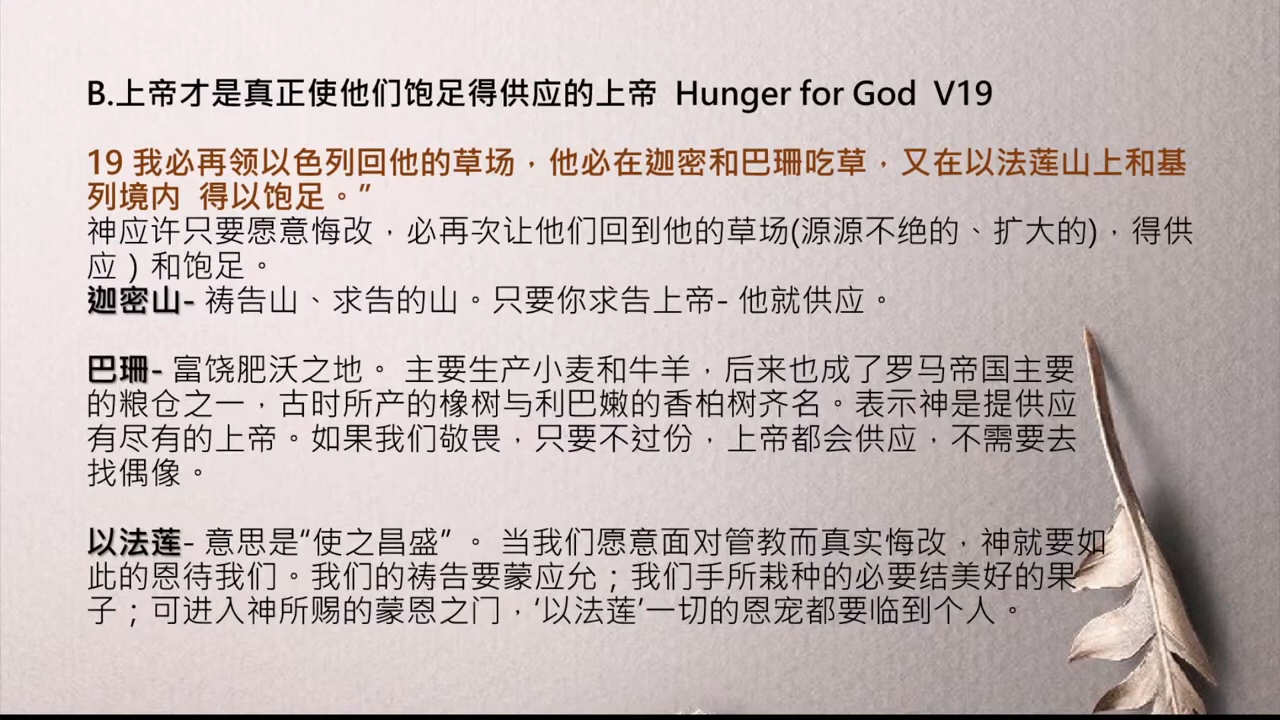 B.上帝才是真正使他们饱足得供应的上帝  Hunger for God  V19
19 我必再领以色列回他的草场，他必在迦密和巴珊吃草，又在以法莲山上和基
列境内  得以饱足。”
神应许只要愿意悔改，必再次让他们回到他的草场(源源不绝的、扩大的)，得供
应）和饱足。
迦密山- 祷告山、求告的山。只要你求告上帝- 他就供应。
巴珊- 富饶肥沃之地。 主要生产小麦和牛羊，后来也成了罗马帝国主要
的粮仓之一，古时所产的橡树与利巴嫩的香柏树齐名。表示神是提供应
有尽有的上帝。如果我们敬畏，只要不过份，上帝都会供应，不需要去
找偶像。
以法莲- 意思是“使之昌盛”。 当我们愿意面对管教而真实悔改，神就要如
此的恩待我们。我们的祷告要蒙应允；我们手所栽种的必要结美好的果
子；可进入神所赐的蒙恩之门，‘以法莲’一切的恩宠都要临到个人。